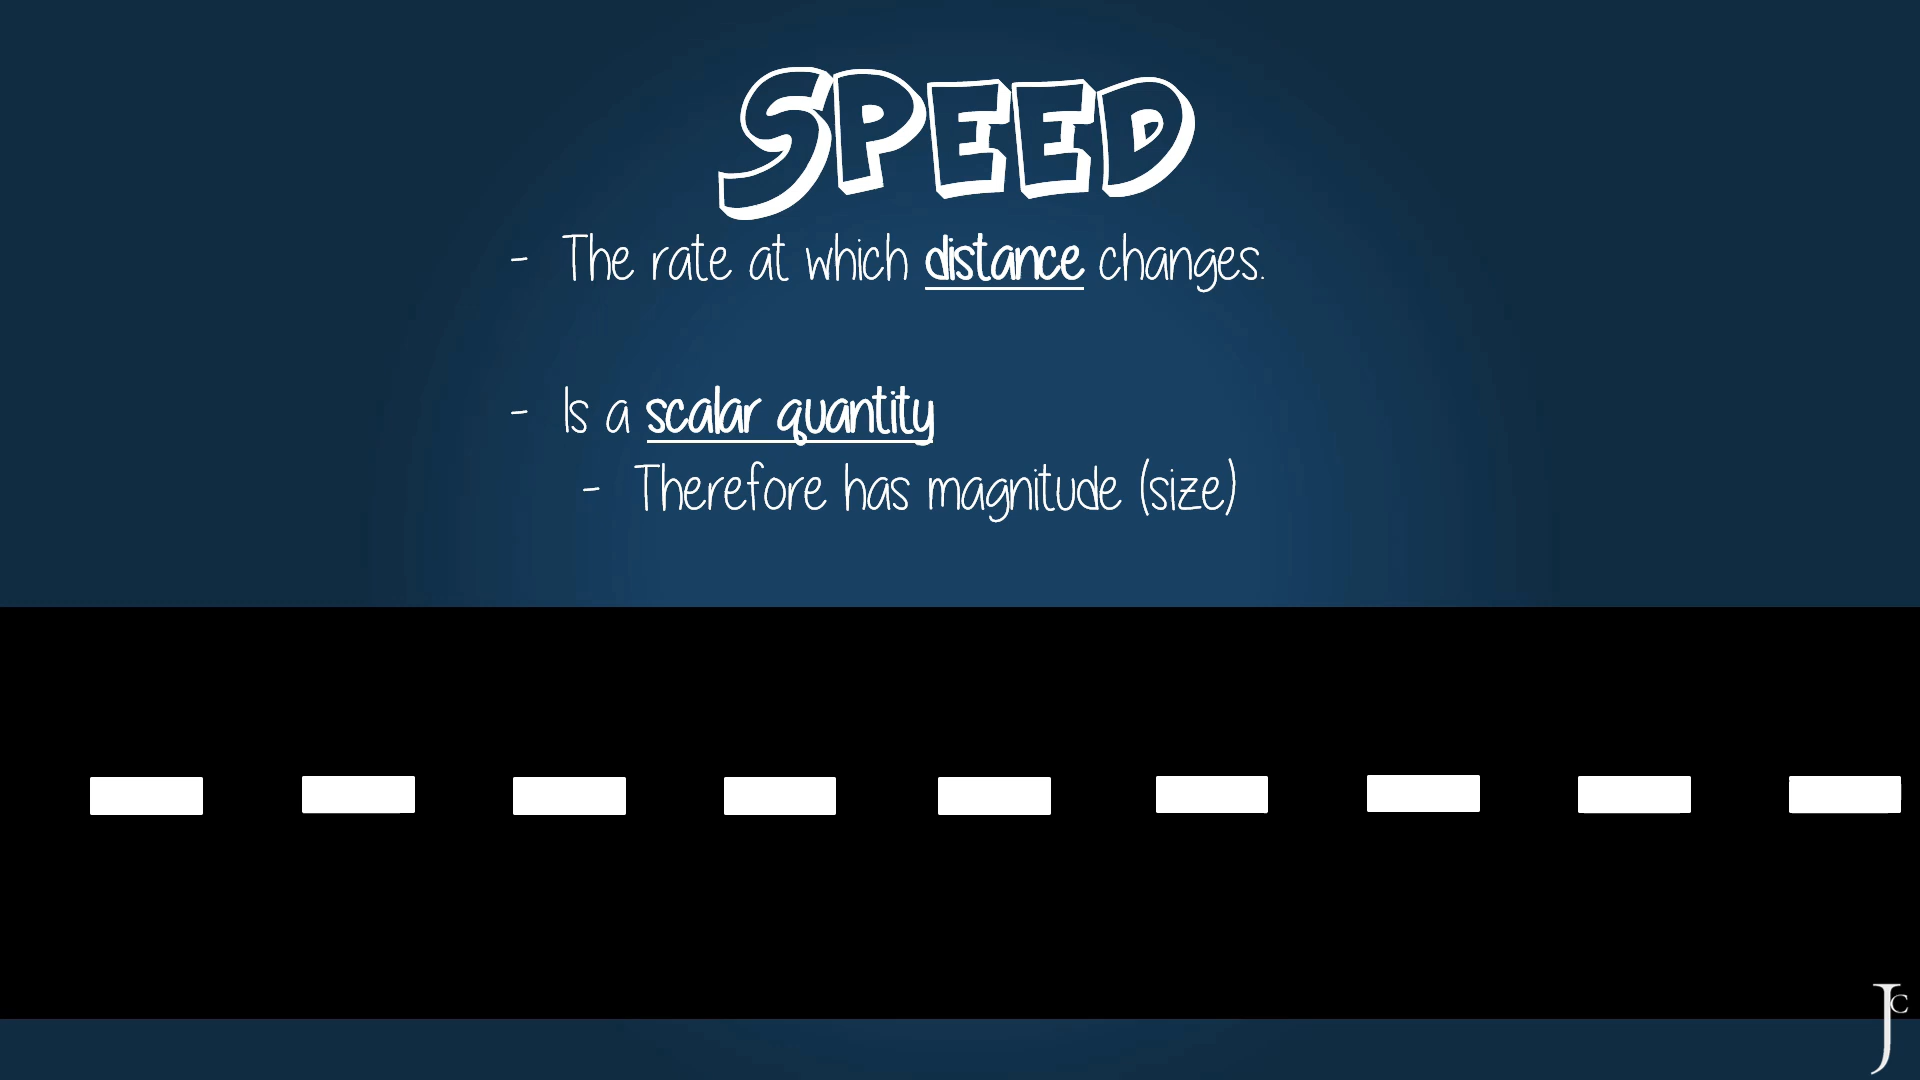 SPEED
- The rate at which distance changes.
- Is a scalar quantity
- Therefore has magnitude (size)
JC